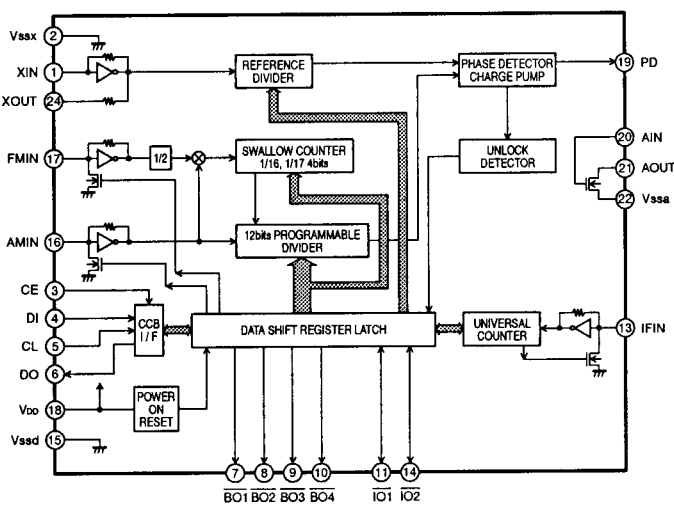 Vssx 2
XIN 1
XOUT 24
REFERENCE
DIVIDER
PHASE DETECTOR
CHARGE PUMP
19 PD
FMIN 17
1/2
SWALLOW COUNTER
1/16, 1/17 4bits
UNLOCK
DETECTOR
20 AIN
21 AOUT
22 Vssa
AMIN 16
12bits PROGRAMMABLE
DIVIDER
CE 3
DI 4
CL 5
DO 6
CCB
I/F
DATA SHIFT REGISTER LATCH
UNIVERSAL
COUNTER
13 IFIN
VDD 18
POWER
ON
RESET
Vssd 15
7 8 9 10 11 14
BO1 BO2 BO3 BO4 IO1 IO2